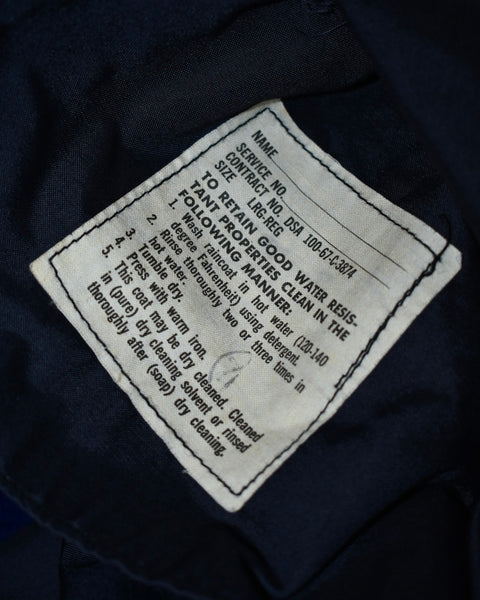 NAME
SERVICE NO.
CONTRACT NO. DSA 100-67-C-3874
SIZE LRG-REG
TO RETAIN GOOD WATER RESIS-
TANT PROPERTIES CLEAN IN THE
FOLLOWING MANNER:
1. Wash raincoat in hot water (120-140
degree Fahrenheit) using detergent.
2. Rinse thoroughly two or three times in
hot water.
3. Tumble dry.
4. Press with warm iron.
5. This coat may be dry cleaned. Cleaned
in (pure) dry cleaning solvent or rinsed
thoroughly after (soap) dry cleaning.